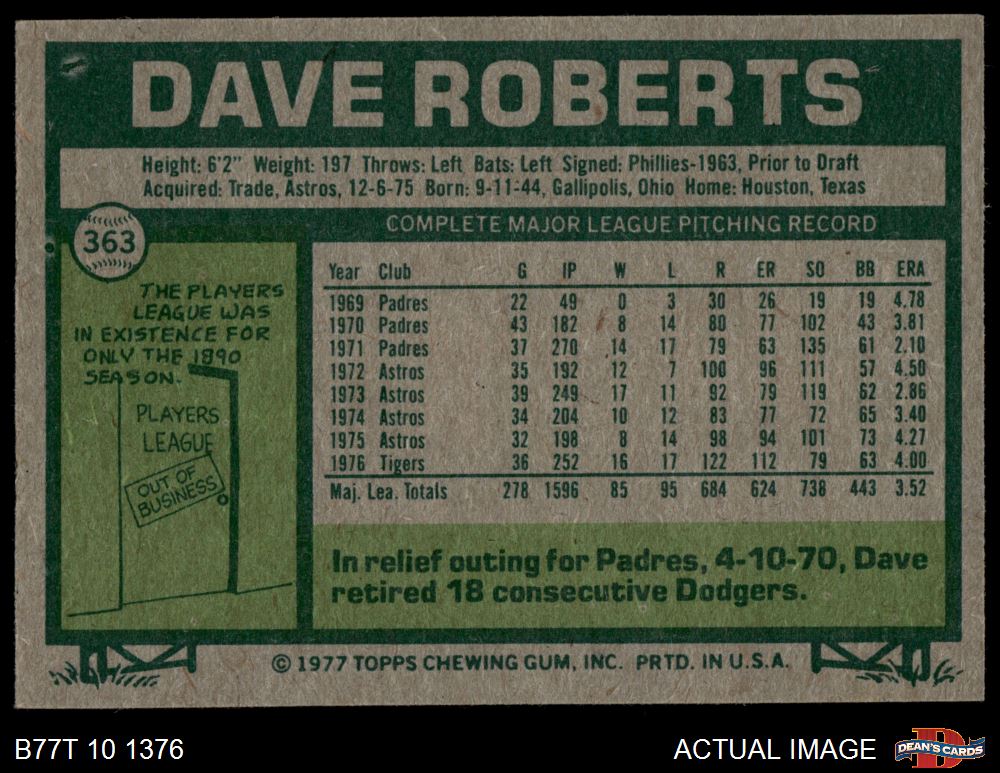 DAVE ROBERTS
Height: 6'2" Weight: 197 Throws: Left Bats: Left Signed: Phillies-1963, Prior to Draft
Acquired: Trade, Astros, 12-6-75 Born: 9-11-44, Gallipolis, Ohio Home: Houston, Texas
363
THE PLAYERS
LEAGUE WAS
IN EXISTENCE FOR
ONLY THE 1890
SEASON.
PLAYERS
LEAGUE
OUT OF
BUSINESS
COMPLETE MAJOR LEAGUE PITCHING RECORD
Year Club G IP W L R ER SO BB ERA
1969 Padres 22 49 0 3 30 26 19 19 4.78
1970 Padres 43 182 8 14 80 77 102 43 3.81
1971 Padres 37 270 14 17 79 63 135 61 2.10
1972 Astros 35 192 12 7 100 96 111 57 4.50
1973 Astros 39 249 17 11 92 79 119 62 2.86
1974 Astros 34 204 10 12 83 77 72 65 3.40
1975 Astros 32 198 8 14 98 94 101 73 4.27
1976 Tigers 36 252 16 17 122 112 79 63 4.00
Maj. Lea. Totals 278 1596 85 95 684 624 738 443 3.52
In relief outing for Padres, 4-10-70, Dave
retired 18 consecutive Dodgers.
© 1977 TOPPS CHEWING GUM, INC. PRTD. IN U.S.A.
B77T 10 1376
ACTUAL IMAGE
D
DEAN'S CARDS